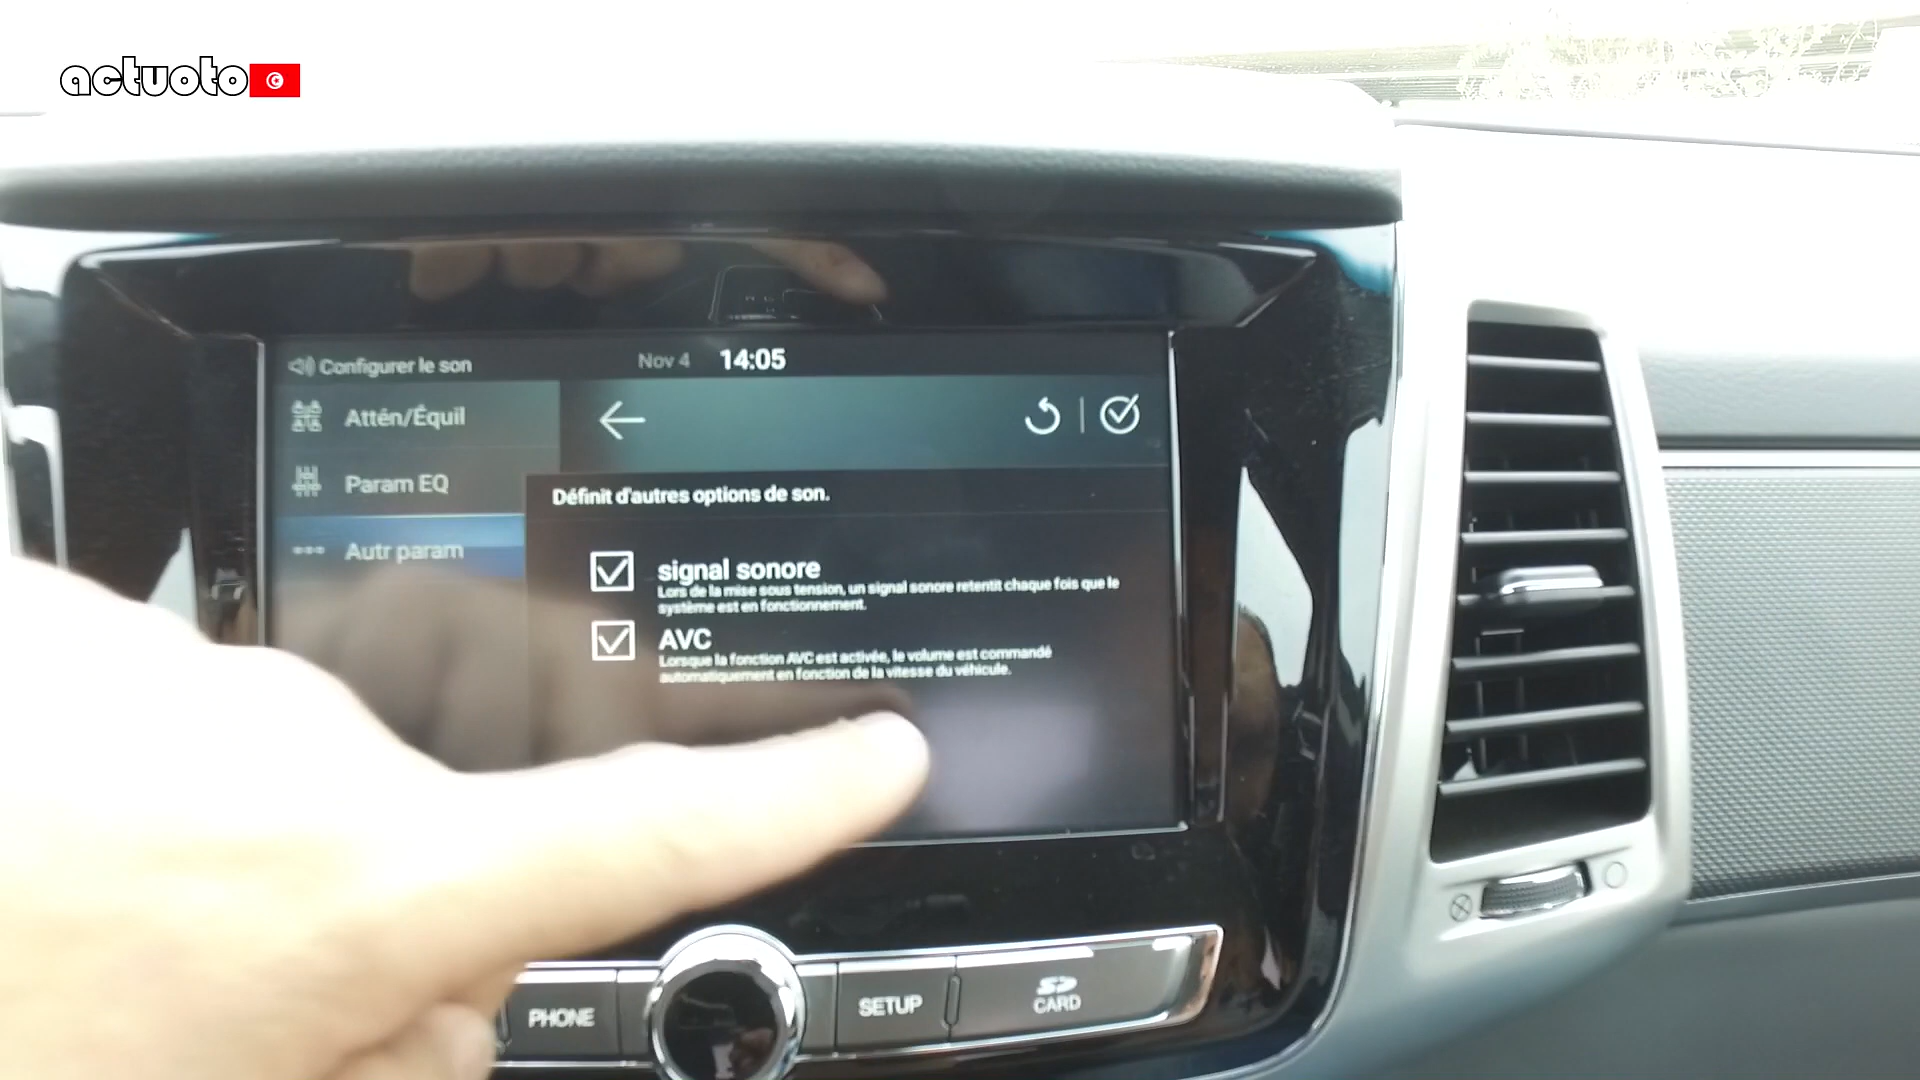 actuoto
Configurer le son
Nov 4 14:05
Attén/Équil
Param EQ
Autr param
Définit d'autres options de son.
signal sonore
Lors de la mise sous tension, un signal sonore retentit chaque fois que le
système est en fonctionnement.
AVC
Lorsque la fonction AVC est activée, le volume est commandé
automatiquement en fonction de la vitesse du véhicule.
PHONE
SETUP
SD
CARD